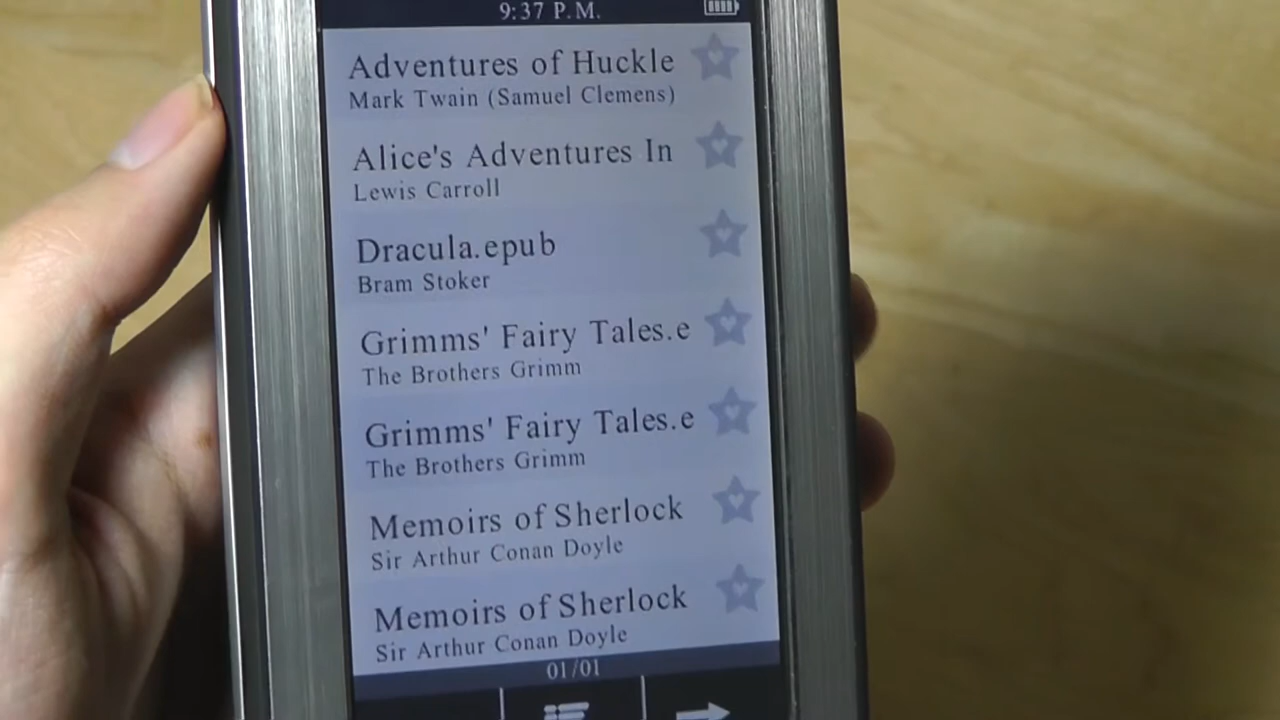 9:37 P.M.
Adventures of Huckle
Mark Twain (Samuel Clemens)
Alice's Adventures In
Lewis Carroll
Dracula.epub
Bram Stoker
Grimms' Fairy Tales.e
The Brothers Grimm
Grimms' Fairy Tales.e
The Brothers Grimm
Memoirs of Sherlock
Sir Arthur Conan Doyle
Memoirs of Sherlock
Sir Arthur Conan Doyle
01/01